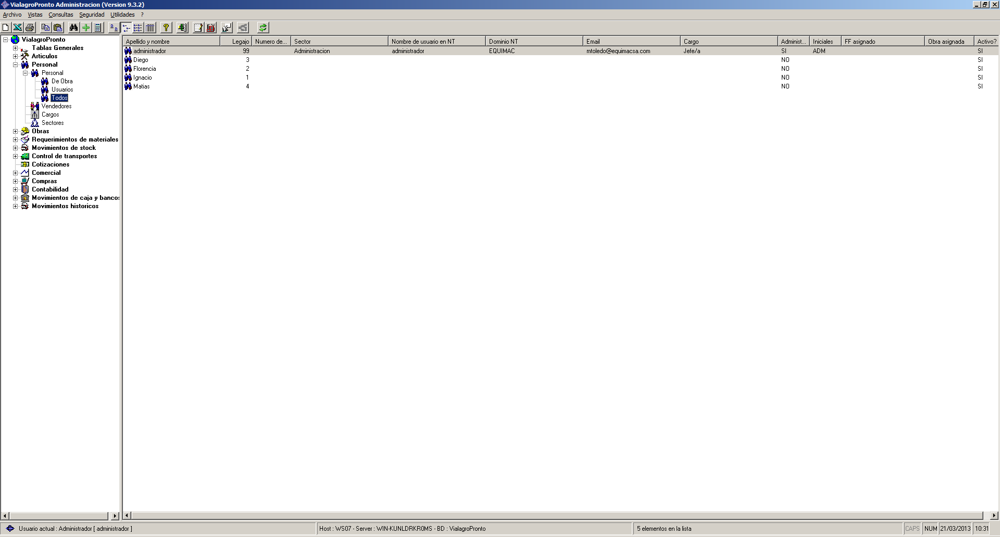 VialagroPronto Administracion (Version 9.3.2)
Archivo Vistas Consultas Seguridad Utilidades ?
VialagroPronto
Tablas Generales
Articulos
Personal
Personal
De Obra
Usuarios
Todos
Vendedores
Cargos
Sectores
Obras
Requerimientos de materiales
Movimientos de stock
Control de transportes
Cotizaciones
Comercial
Compras
Contabilidad
Movimientos de caja y bancos
Movimientos historicos
Apellido y nombre Legajo Numero de... Sector Nombre de usuario en NT Dominio NT Email Cargo Administ... Iniciales FF asignado Obra asignada Activo?
administrador 99 Administracion administrador EQUIMAC mtoledo@equimacsa.com Jefe/a SI ADM SI
Diego 3 NO SI
Florencia 2 NO SI
Ignacio 1 NO SI
Matias 4 NO SI
Usuario actual : Administrador [ administrador ] Host : WS07 - Server : WIN-KUNLDRKR0MS - BD : VialagroPronto 5 elementos en la lista CAPS NUM 21/03/2013 10:31